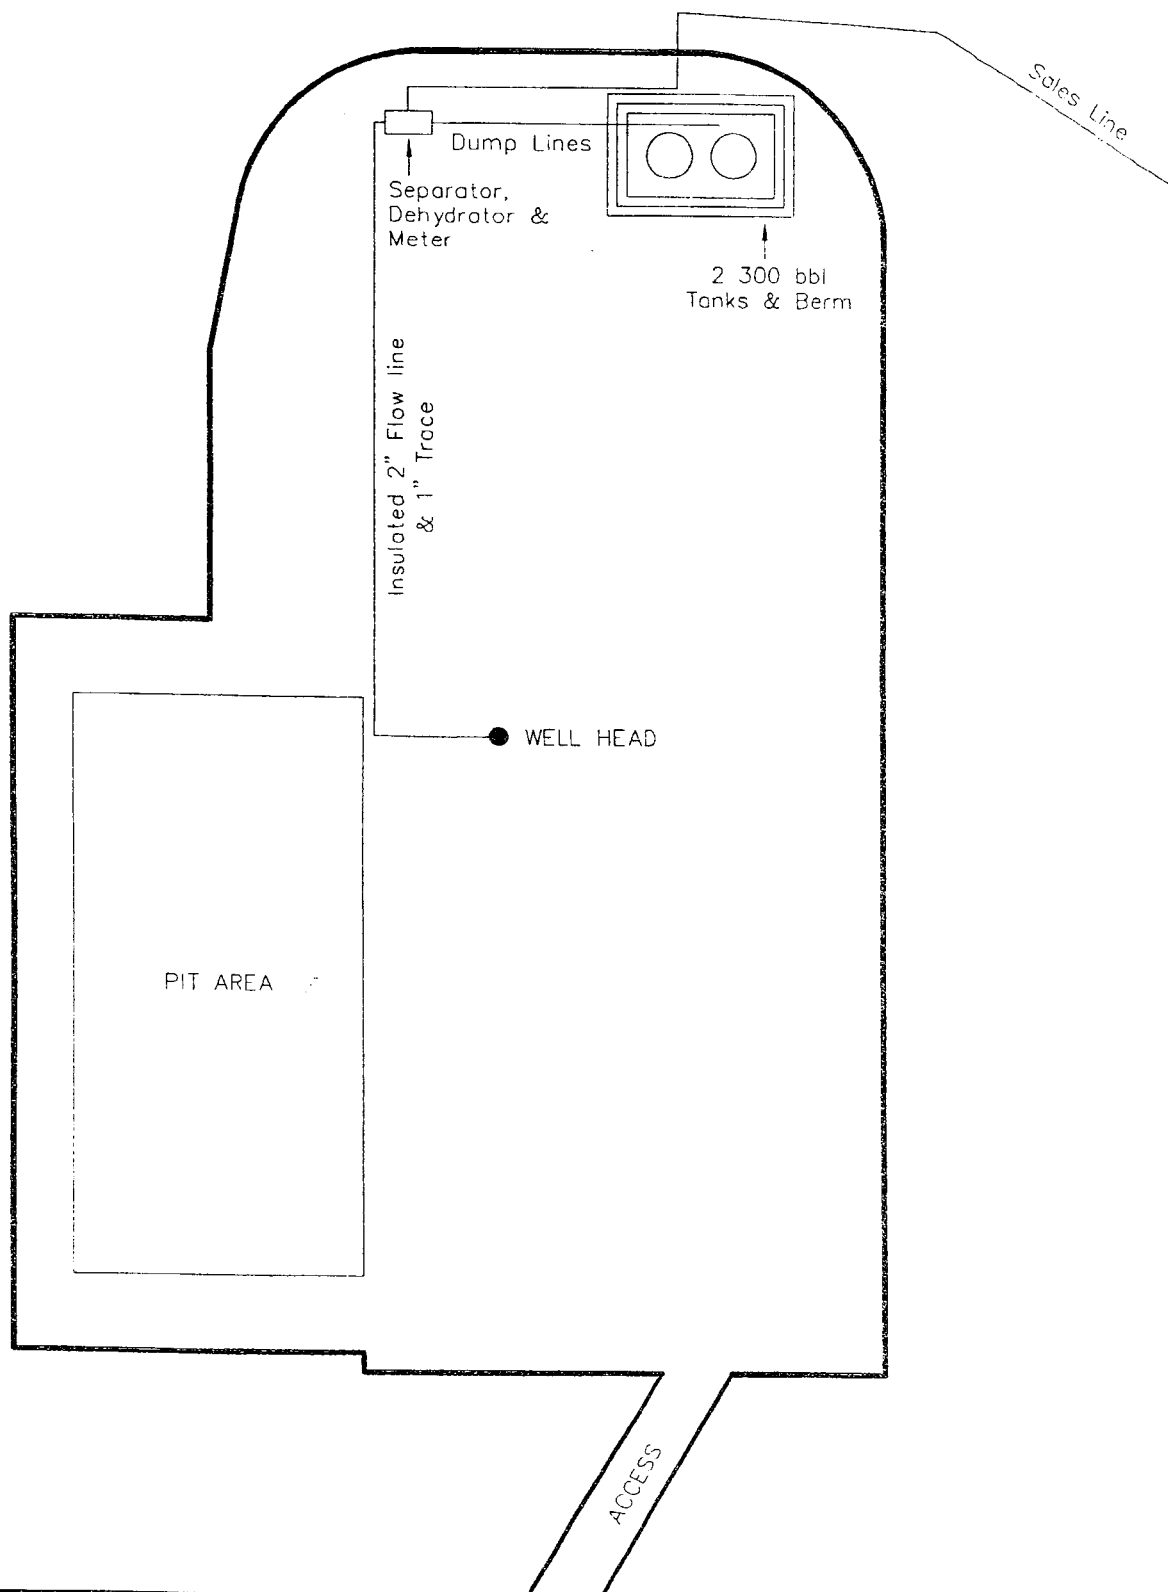 Sales Line
Dump Lines
Separator,
Dehydrator &
Meter
2 300 bbl
Tanks & Berm
Insulated 2" Flow line
& 1" Trace
WELL HEAD
PIT AREA
ACCESS